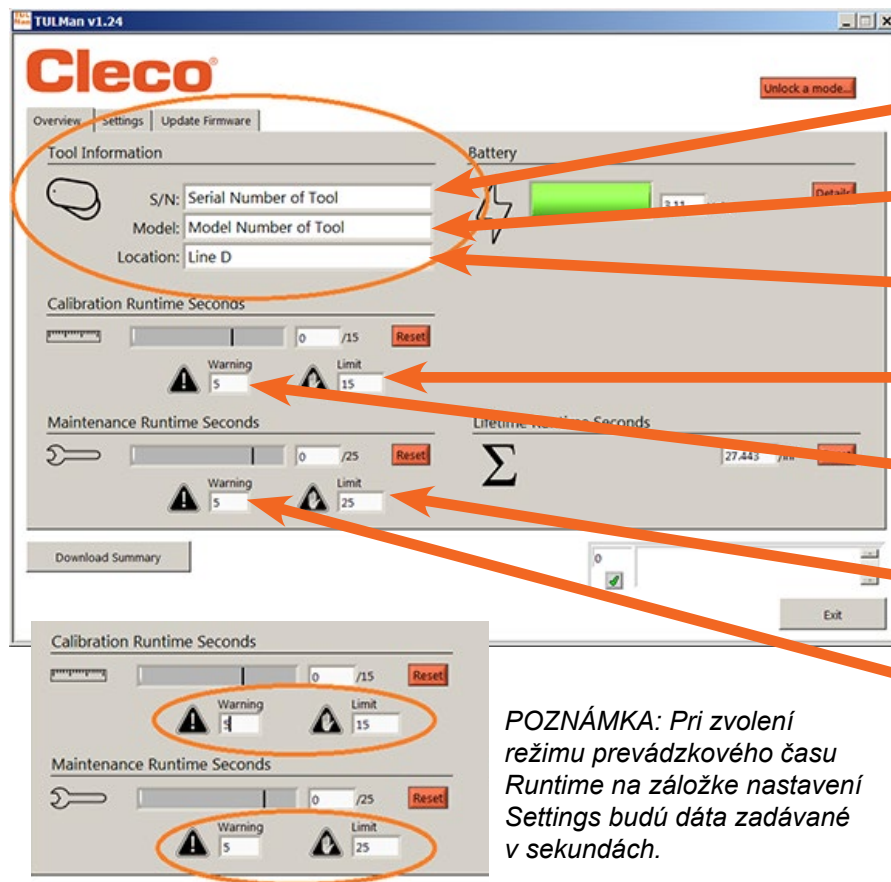 TULMan v1.24
Cleco®
Unlock a mode...
Overview Settings Update Firmware
Tool Information
Battery
S/N: Serial Number of Tool
3.11
Details
Model: Model Number of Tool
Location: Line D
Calibration Runtime Seconds
0 /15 Reset
Warning Limit
5 15
Maintenance Runtime Seconds
Lifetime Runtime Seconds
0 /25 Reset
27.443
Warning Limit
5 25
Download Summary
0
Exit
Calibration Runtime Seconds
0 /15 Reset
Warning Limit
5 15
Maintenance Runtime Seconds
0 /25 Reset
Warning Limit
5 25
POZNÁMKA: Pri zvolení
režimu prevádzkového času
Runtime na záložke nastavení
Settings budú dáta zadávané
v sekundách.